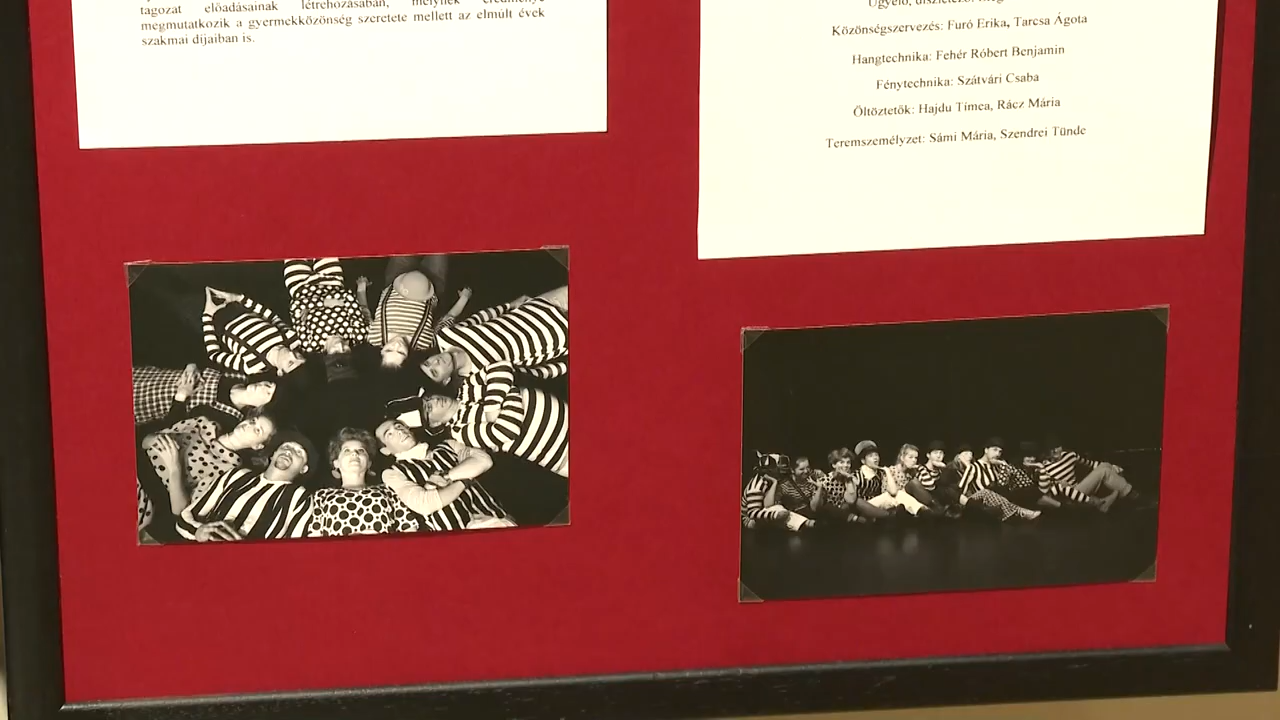 tagozat előadásainak létrehozásában, melynek eredménye
megmutatkozik a gyermekközönség szeretete mellett az elmúlt évek
szakmai díjaiban is.
Közönségszervezés: Furó Erika, Tarcsa Ágota
Hangtechnika: Fehér Róbert Benjamin
Fénytechnika: Szátvári Csaba
Öltöztetők: Hajdu Tímea, Rácz Mária
Teremszemélyzet: Sámi Mária, Szendrei Tünde